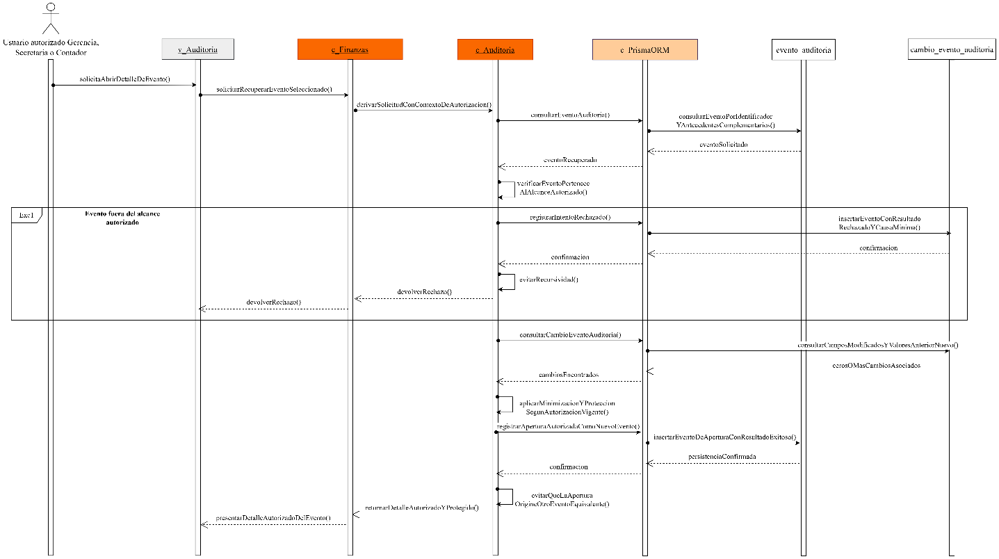 Usuario autorizado Gerencia,
Secretaria o Contador
v_Auditoria
c_Finanzas
c_Auditoria
c_PrismaORM
evento_auditoria
cambio_evento_auditoria
solicitaAbrirDetalleDeEvento()
solicitarRecuperarEventoSeleccionado()
derivarSolicitudConContextoDeAutorizacion()
consultarEventoAuditoria()
consultarEventoPorIdentificador
YAntecedentesComplementarios()
eventoSolicitado
eventoRecuperado
verificarEventoPertenece
AlAlcanceAutorizado()
Exc1
Evento fuera del alcance
autorizado
registrarIntentoRechazado()
insertarEventoConResultado
RechazadoYCausaMinima()
confirmacion
confirmacion
evitarRecursividad()
devolverRechazo()
devolverRechazo()
consultarCambioEventoAuditoria()
consultarCamposModificadosYValoresAnteriorNuevo()
cerosOMasCambiosAsociados
cambiosEncontrados
aplicarMinimizacionYProteccion
SegunAutorizacionVigente()
registrarAperturaAutorizadaComoNuevoEvento()
insertarEventoDeAperturaConResultadoExitoso()
persistenciaConfirmada
confirmacion
evitarQueLaApertura
OrigineOtroEventoEquivalente()
retornarDetalleAutorizadoYProtegido()
presentarDetalleAutorizadoDelEvento()